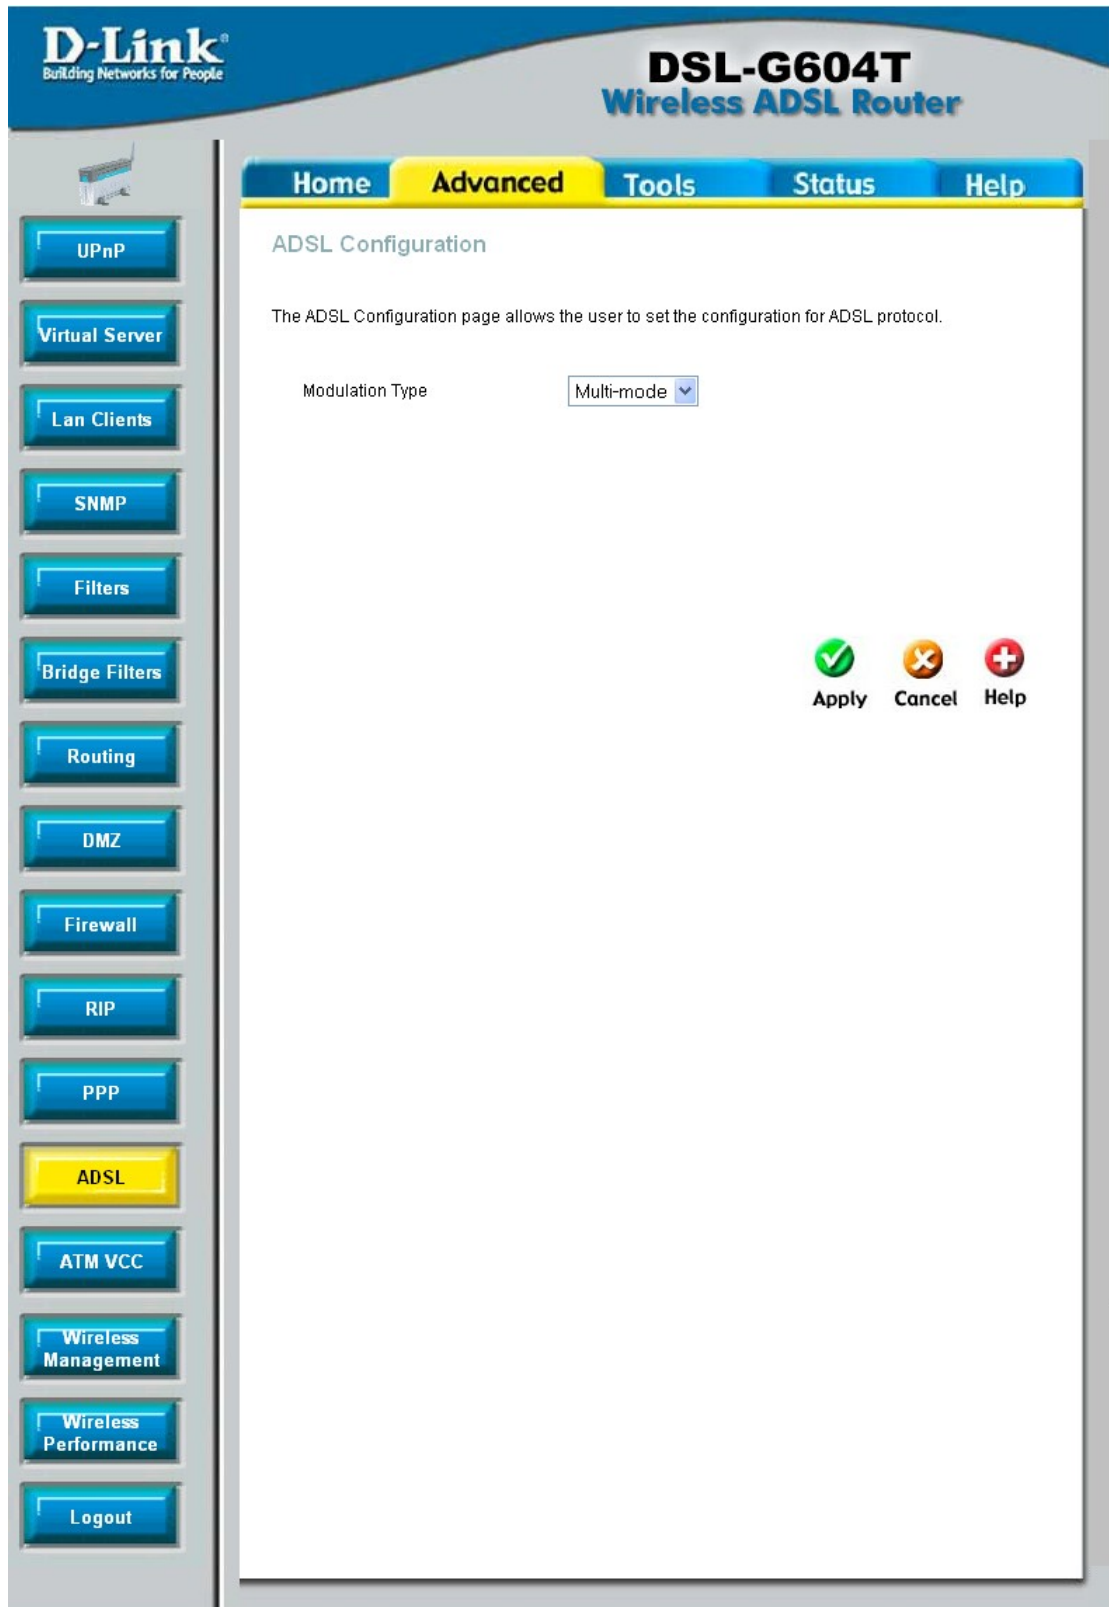 D-Link®
Building Networks for People
DSL-G604T
Wireless ADSL Router
Home Advanced Tools Status Help
UPnP
Virtual Server
Lan Clients
SNMP
Filters
Bridge Filters
Routing
DMZ
Firewall
RIP
PPP
ADSL
ATM VCC
Wireless
Management
Wireless
Performance
Logout
ADSL Configuration
The ADSL Configuration page allows the user to set the configuration for ADSL protocol.
Modulation Type Multi-mode
Apply Cancel Help